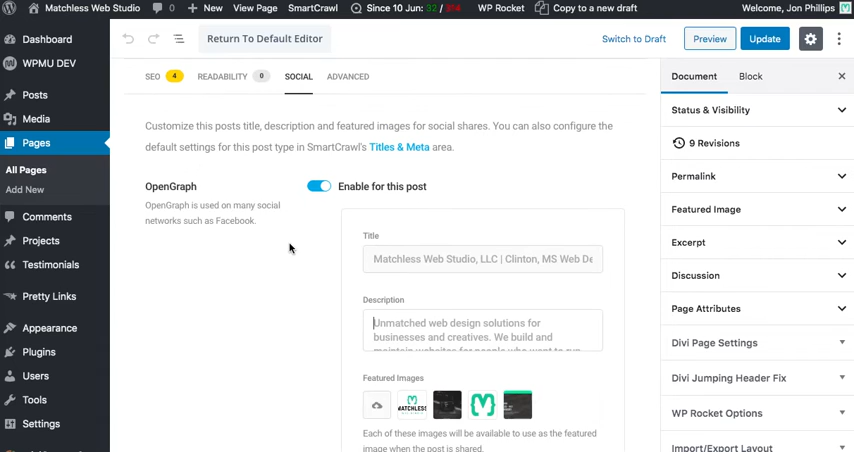 Matchless Web Studio 0 New View Page SmartCrawl Since 10 Jun: 32 / 314 WP Rocket Copy to a new draft Welcome, Jon Phillips
Dashboard
WPMU DEV
Posts
Media
Pages
All Pages
Add New
Comments
Projects
Testimonials
Pretty Links
Appearance
Plugins
Users
Tools
Settings
Return To Default Editor
Switch to Draft Preview Update
SEO 4 READABILITY 0 SOCIAL ADVANCED
Customize this posts title, description and featured images for social shares. You can also configure the
default settings for this post type in SmartCrawl's Titles & Meta area.
OpenGraph
OpenGraph is used on many social
networks such as Facebook.
Enable for this post
Title
Matchless Web Studio, LLC | Clinton, MS Web De
Description
Unmatched web design solutions for
businesses and creatives. We build and
maintain websites for people who want to run
Featured Images
MATCHLESS
Each of these images will be available to use as the featured
image when the post is shared.
Document Block
Status & Visibility
9 Revisions
Permalink
Featured Image
Excerpt
Discussion
Page Attributes
Divi Page Settings
Divi Jumping Header Fix
WP Rocket Options
Import/Export Layout